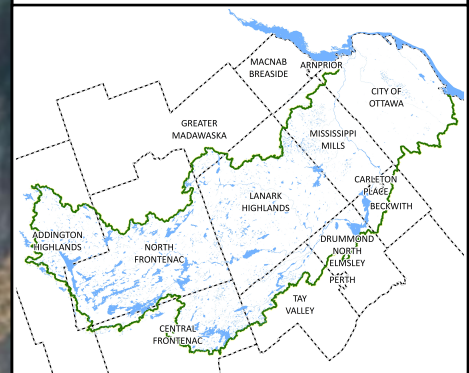 MACNAB
BREASIDE
ARNPRIOR
CITY OF
OTTAWA
GREATER
MADAWASKA
MISSISSIPPI
MILLS
CARLETON
PLACE
BECKWITH
LANARK
HIGHLANDS
ADDINGTON
HIGHLANDS
NORTH
FRONTENAC
DRUMMOND
NORTH
ELMSLEY
PERTH
TAY
VALLEY
CENTRAL
FRONTENAC